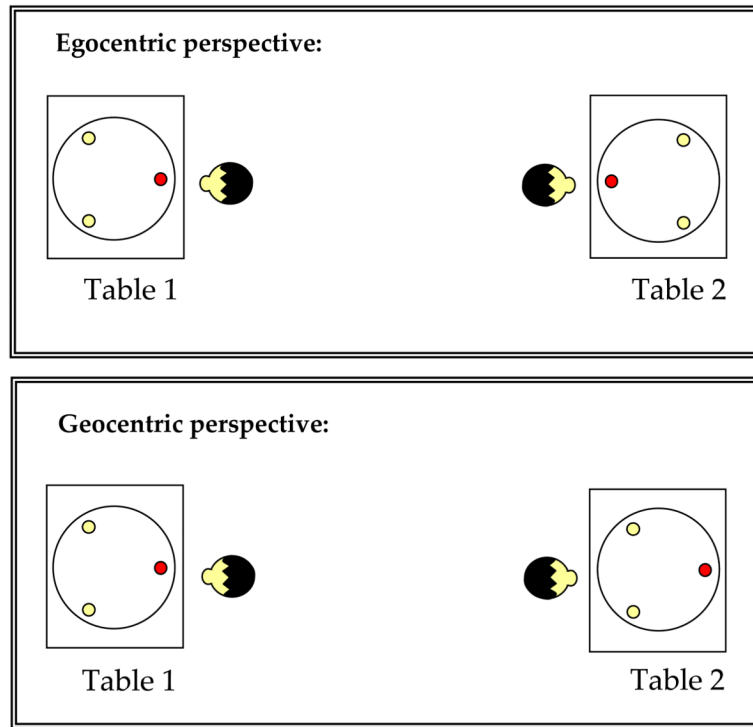 Egocentric perspective:
Table 1
Table 2
Geocentric perspective:
Table 1
Table 2